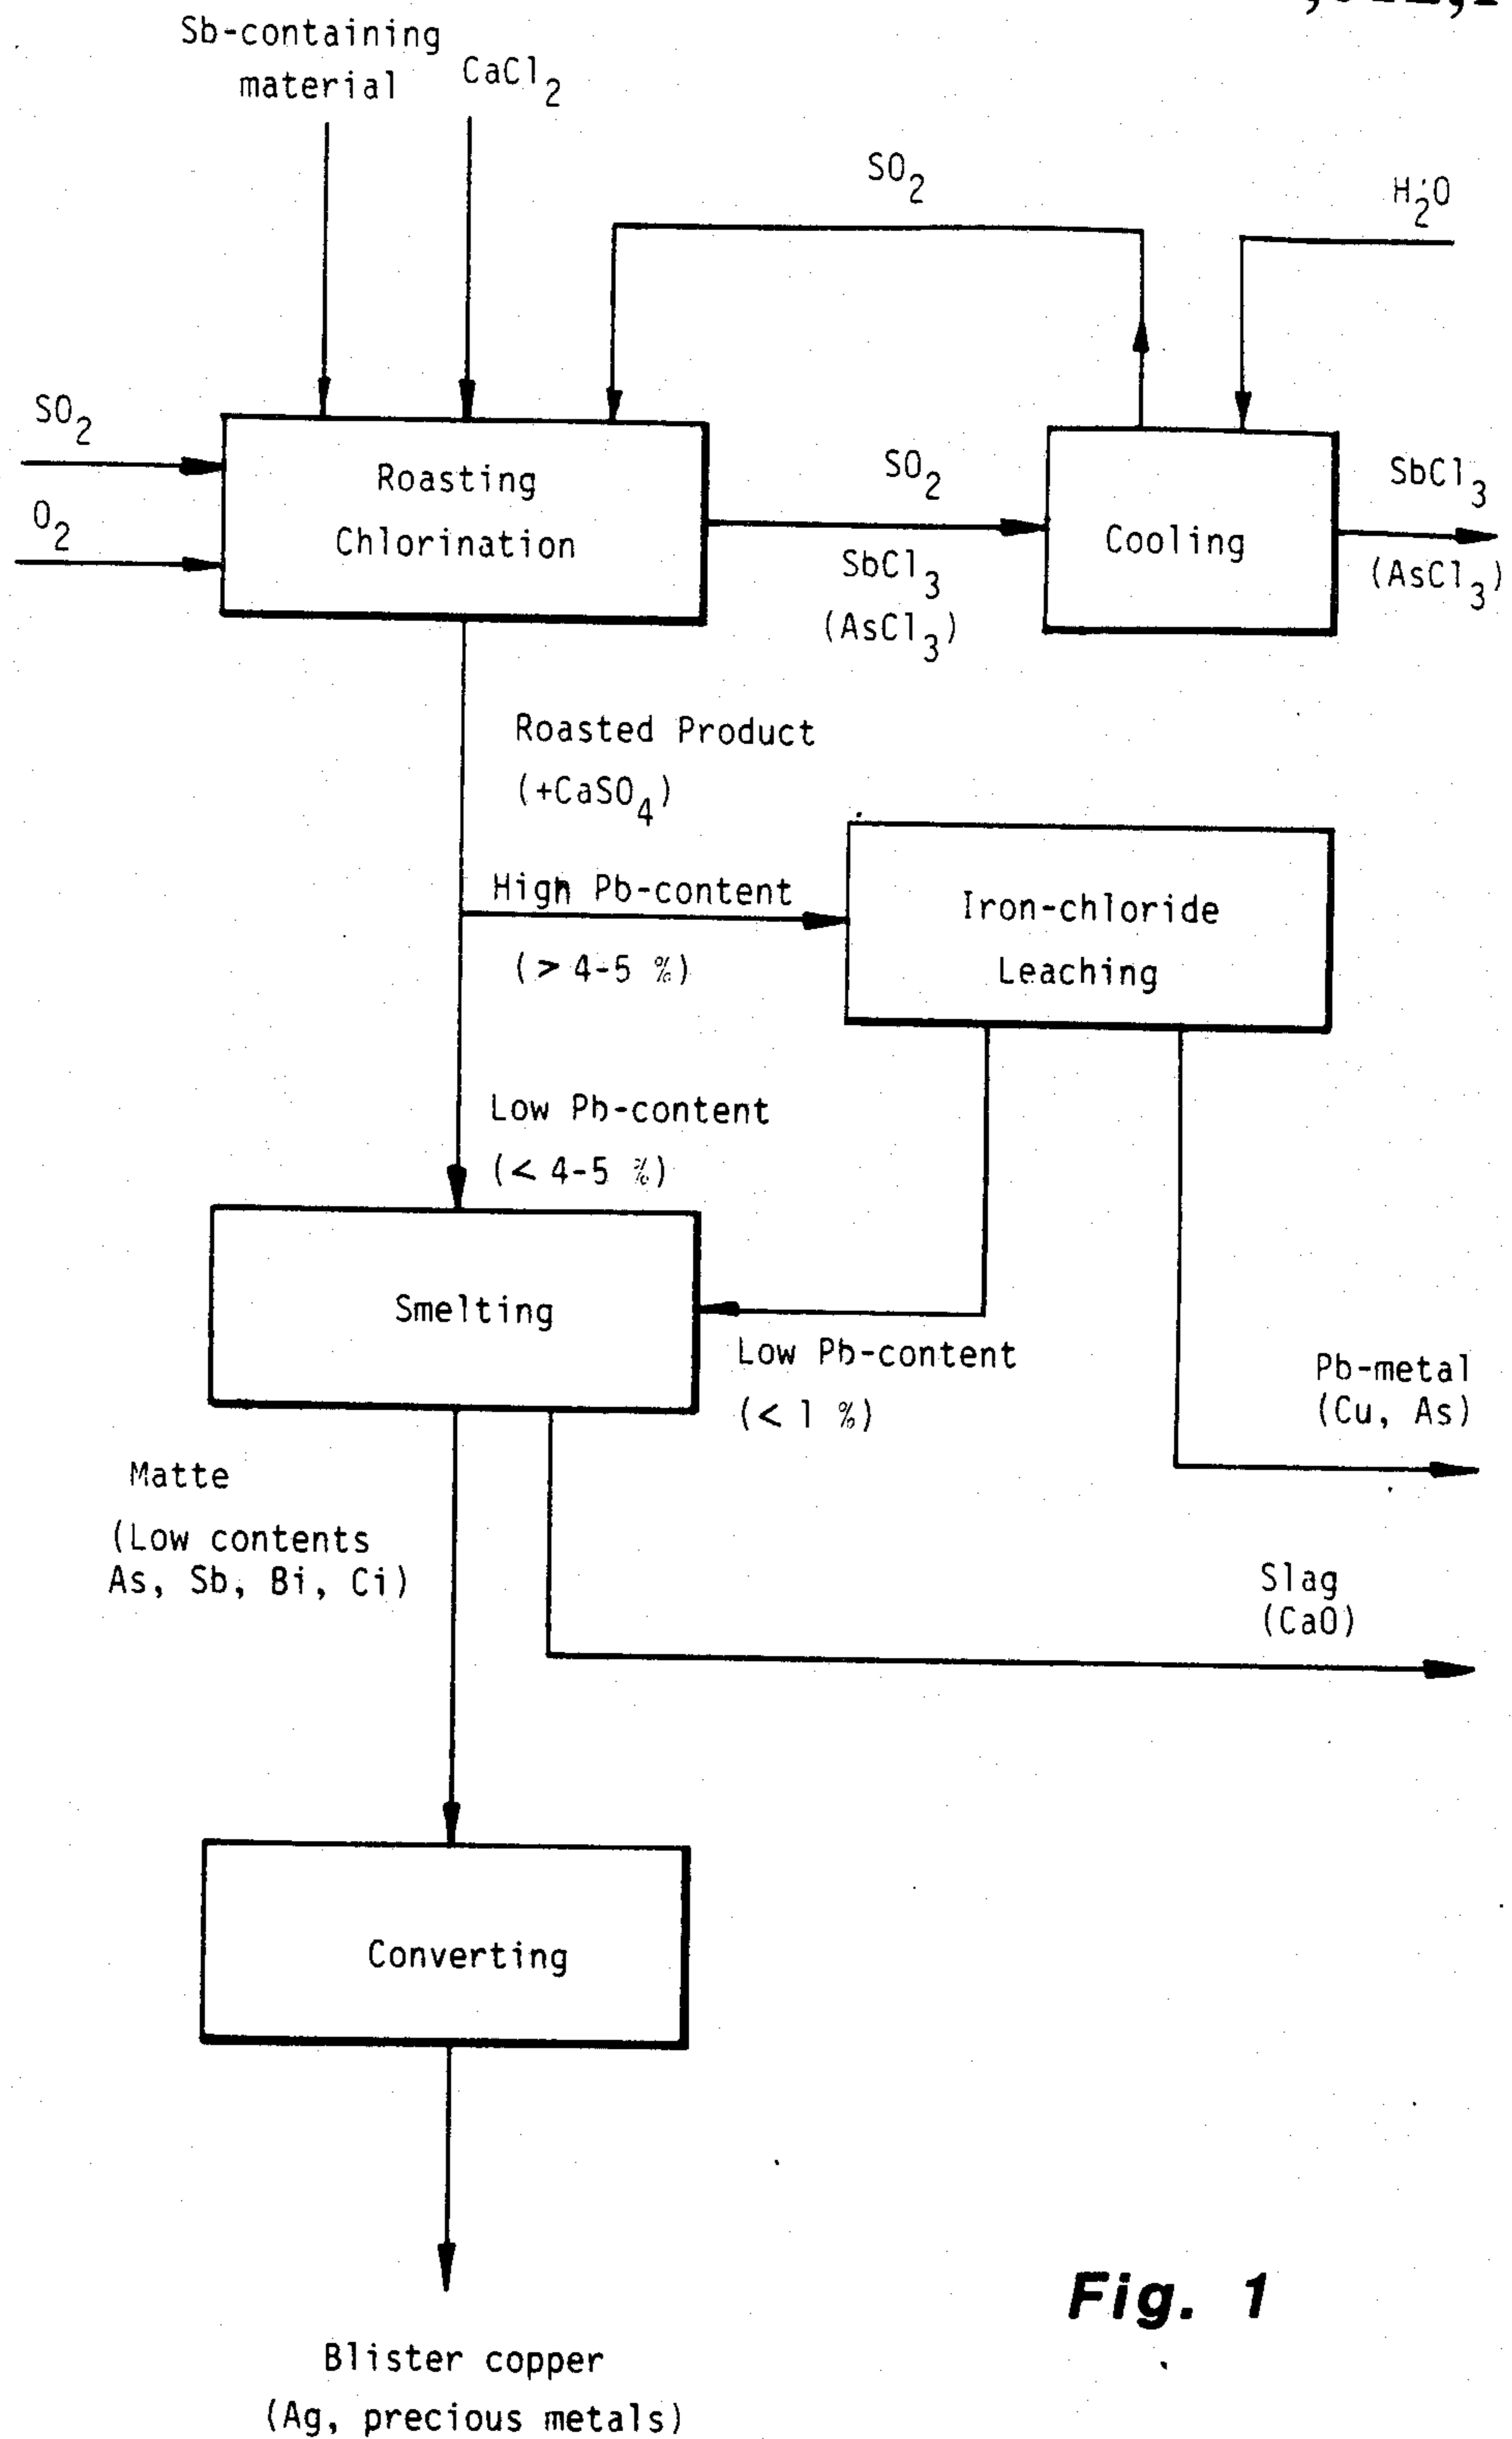 Sb-containing
material
CaCl2
SO2
H2O
SO2
O2
Roasting
Chlorination
SO2
SbCl3
(AsCl3)
Cooling
SbCl3
(AsCl3)
Roasted Product
(+CaSO4)
High Pb-content
(> 4-5 %)
Iron-chloride
Leaching
Low Pb-content
(< 4-5 %)
Smelting
Low Pb-content
(< 1 %)
Pb-metal
(Cu, As)
Matte
(Low contents
As, Sb, Bi, Ci)
Slag
(CaO)
Converting
Blister copper
(Ag, precious metals)
Fig. 1